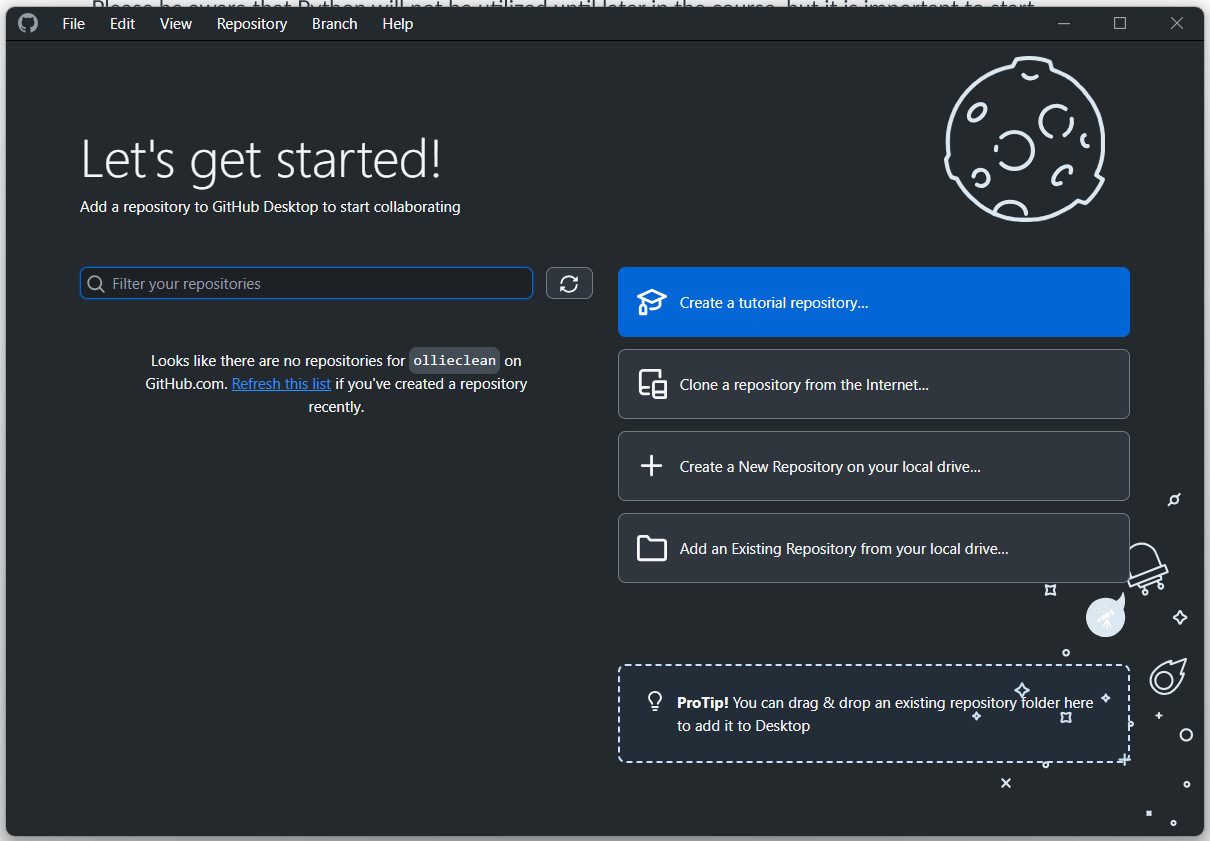 Please be aware that Python will not be utilized until later in the course, but it is important to start
File Edit View Repository Branch Help
Let's get started!
Add a repository to GitHub Desktop to start collaborating
Filter your repositories
Looks like there are no repositories for ollieclean on
GitHub.com. Refresh this list if you've created a repository
recently.
Create a tutorial repository...
Clone a repository from the Internet...
Create a New Repository on your local drive...
Add an Existing Repository from your local drive...
ProTip! You can drag & drop an existing repository folder here
to add it to Desktop